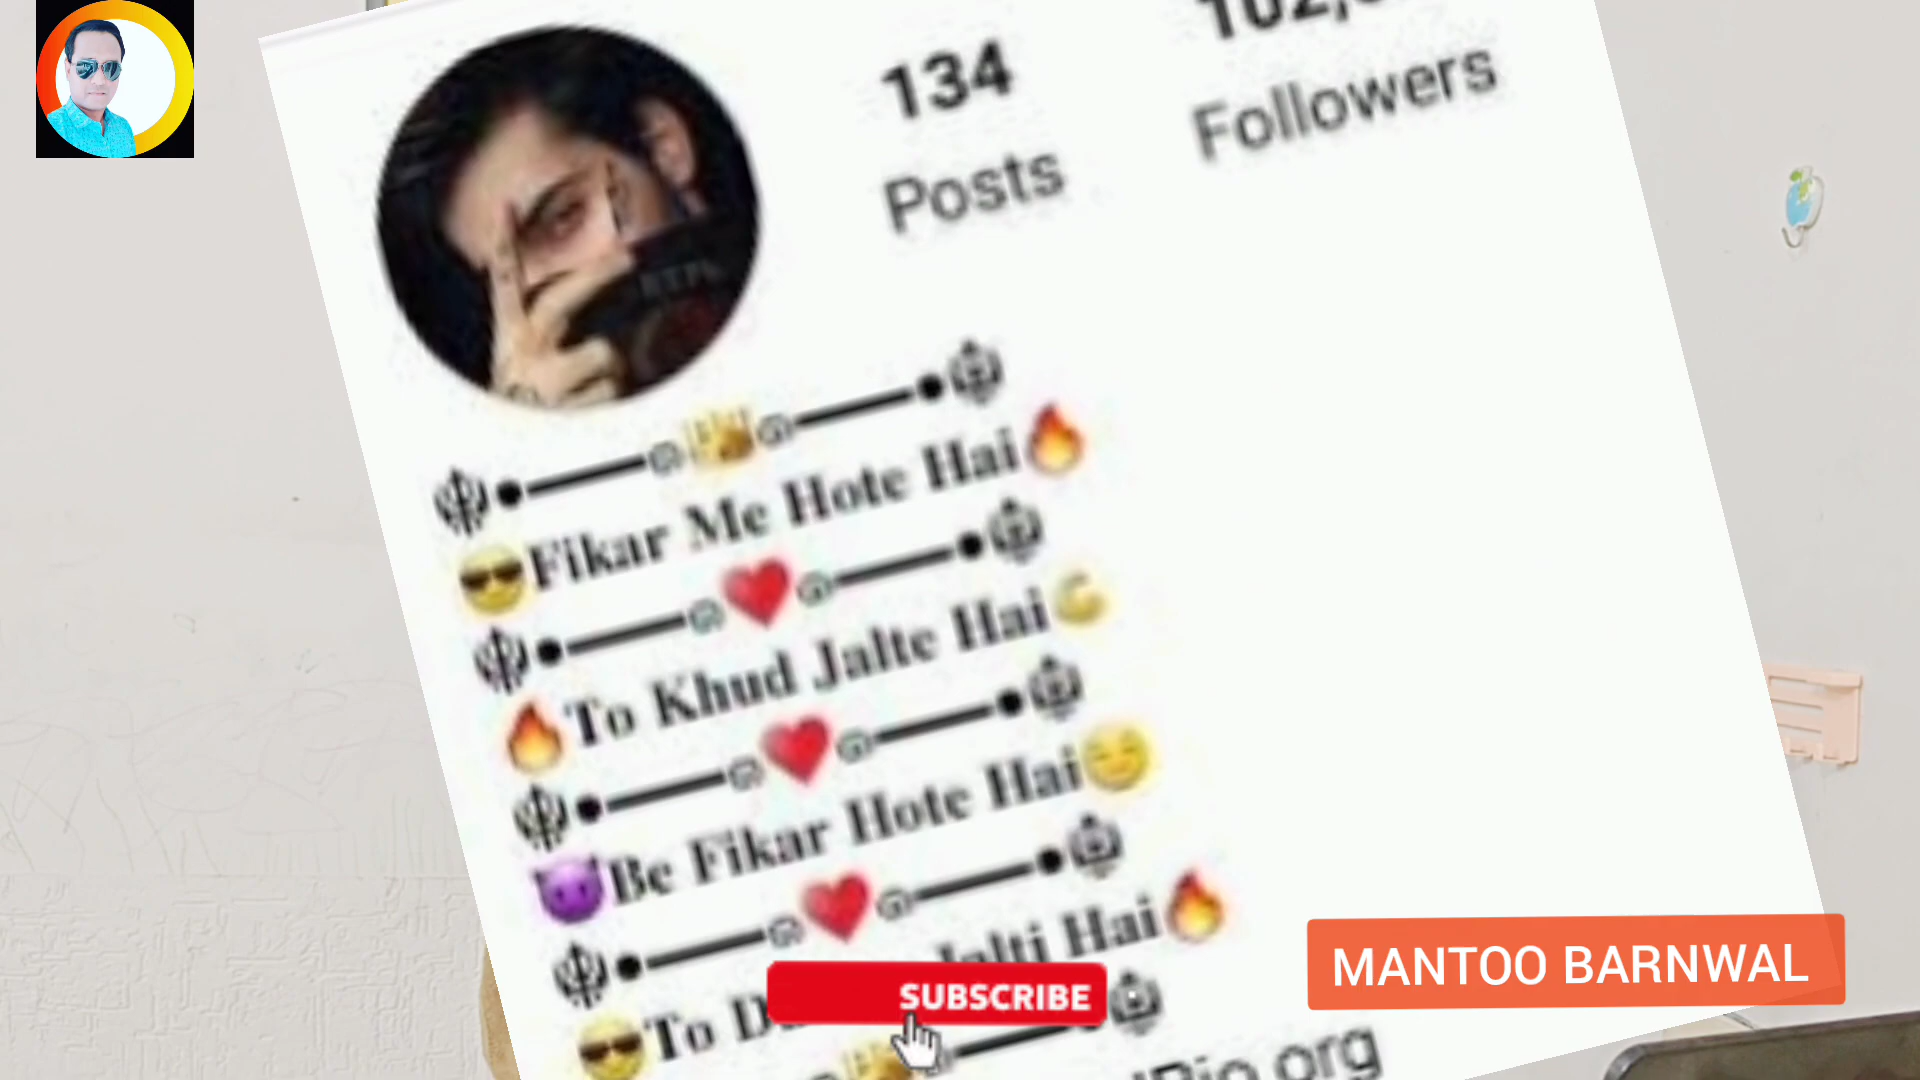 134
Posts
Followers
Fikar Me Hote Hai🔥
😎
To Khud Jalte Hai
🔥
Be Fikar Hote Hai😊
😈
To Jalti Hai🔥
😎
SUBSCRIBE
MANTOO BARNWAL